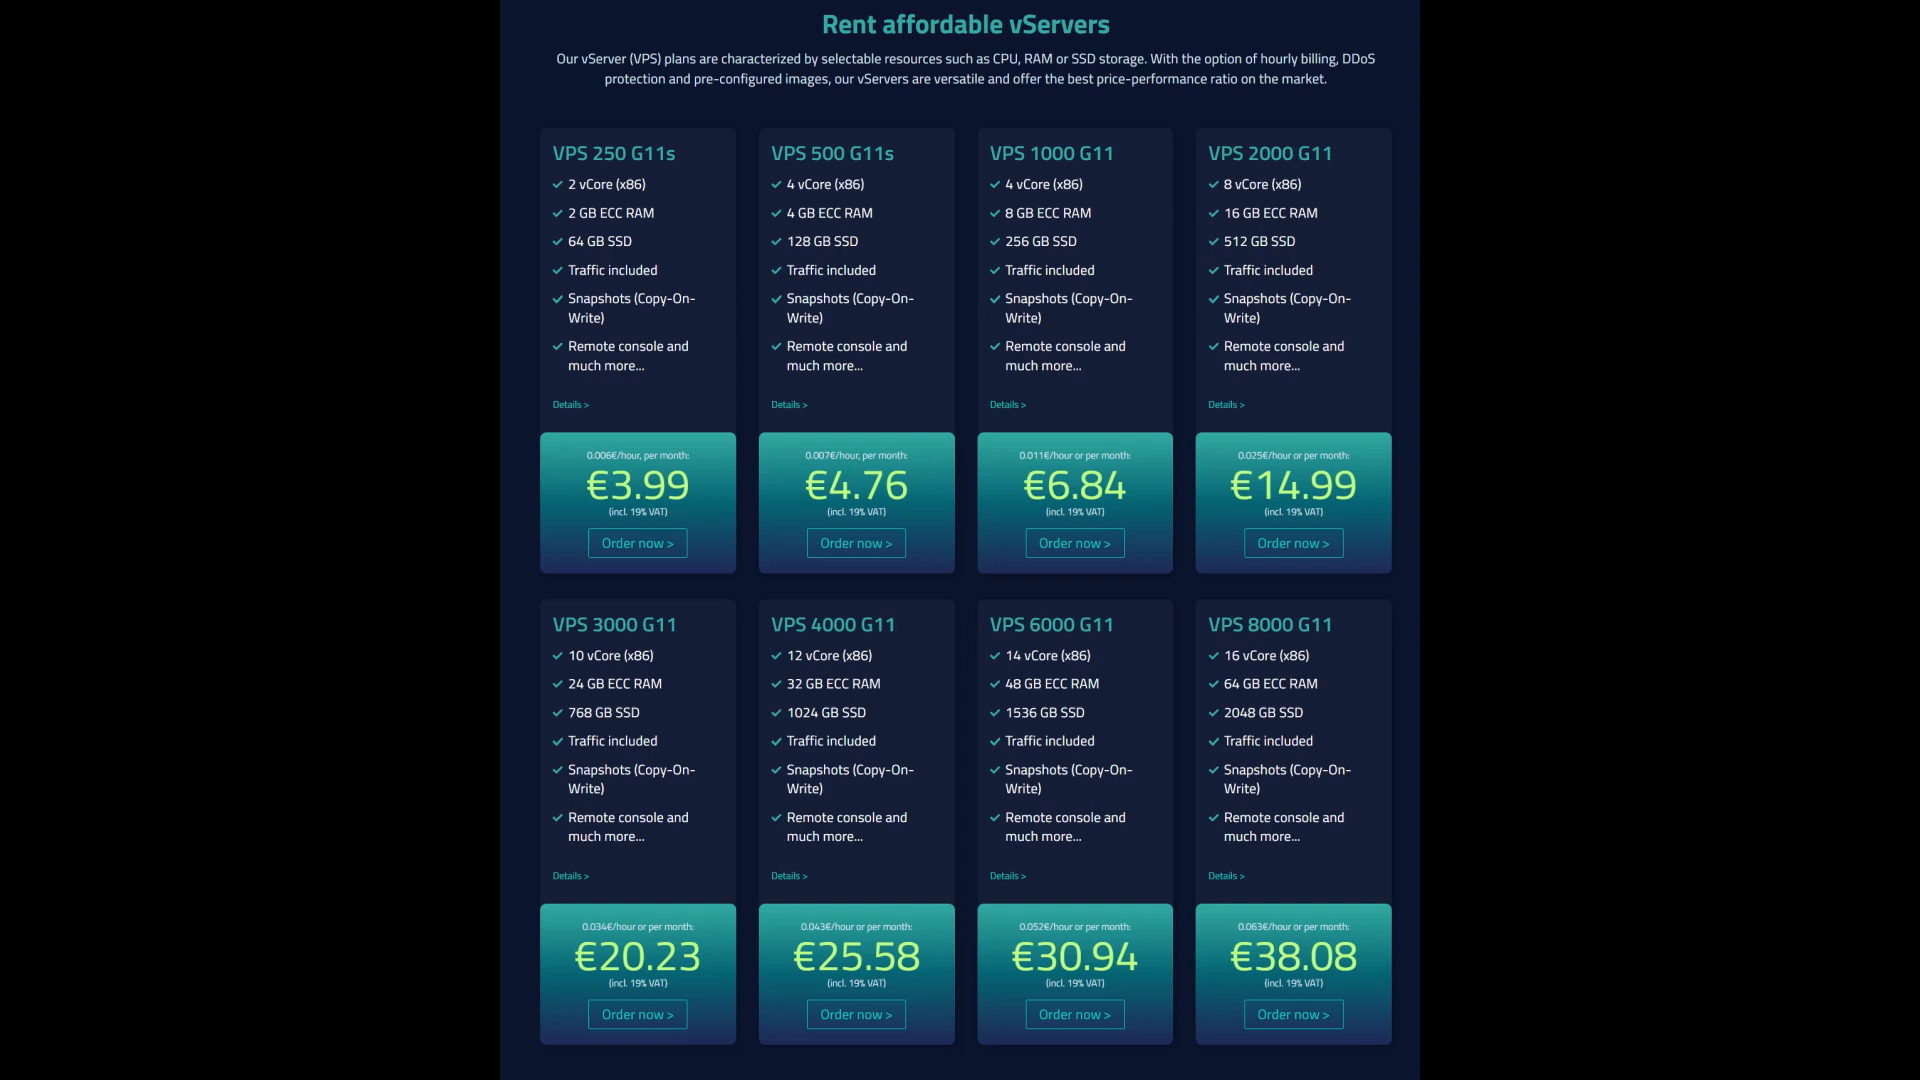 Rent affordable vServers
Our vServer (VPS) plans are characterized by selectable resources such as CPU, RAM or SSD storage. With the option of hourly billing, DDoS
protection and pre-configured images, our vServers are versatile and offer the best price-performance ratio on the market.
VPS 250 G11s
2 vCore (x86)
2 GB ECC RAM
64 GB SSD
Traffic included
Snapshots (Copy-On-
Write)
Remote console and
much more...
Details >
0.006€/hour, per month:
€3.99
(incl. 19% VAT)
Order now >
VPS 500 G11s
4 vCore (x86)
4 GB ECC RAM
128 GB SSD
Traffic included
Snapshots (Copy-On-
Write)
Remote console and
much more...
Details >
0.007€/hour, per month:
€4.76
(incl. 19% VAT)
Order now >
VPS 1000 G11
4 vCore (x86)
8 GB ECC RAM
256 GB SSD
Traffic included
Snapshots (Copy-On-
Write)
Remote console and
much more...
Details >
0.011€/hour or per month:
€6.84
(incl. 19% VAT)
Order now >
VPS 2000 G11
8 vCore (x86)
16 GB ECC RAM
512 GB SSD
Traffic included
Snapshots (Copy-On-
Write)
Remote console and
much more...
Details >
0.025€/hour or per month:
€14.99
(incl. 19% VAT)
Order now >
VPS 3000 G11
10 vCore (x86)
24 GB ECC RAM
768 GB SSD
Traffic included
Snapshots (Copy-On-
Write)
Remote console and
much more...
Details >
0.034€/hour or per month:
€20.23
(incl. 19% VAT)
Order now >
VPS 4000 G11
12 vCore (x86)
32 GB ECC RAM
1024 GB SSD
Traffic included
Snapshots (Copy-On-
Write)
Remote console and
much more...
Details >
0.043€/hour or per month:
€25.58
(incl. 19% VAT)
Order now >
VPS 6000 G11
14 vCore (x86)
48 GB ECC RAM
1536 GB SSD
Traffic included
Snapshots (Copy-On-
Write)
Remote console and
much more...
Details >
0.052€/hour or per month:
€30.94
(incl. 19% VAT)
Order now >
VPS 8000 G11
16 vCore (x86)
64 GB ECC RAM
2048 GB SSD
Traffic included
Snapshots (Copy-On-
Write)
Remote console and
much more...
Details >
0.063€/hour or per month:
€38.08
(incl. 19% VAT)
Order now >